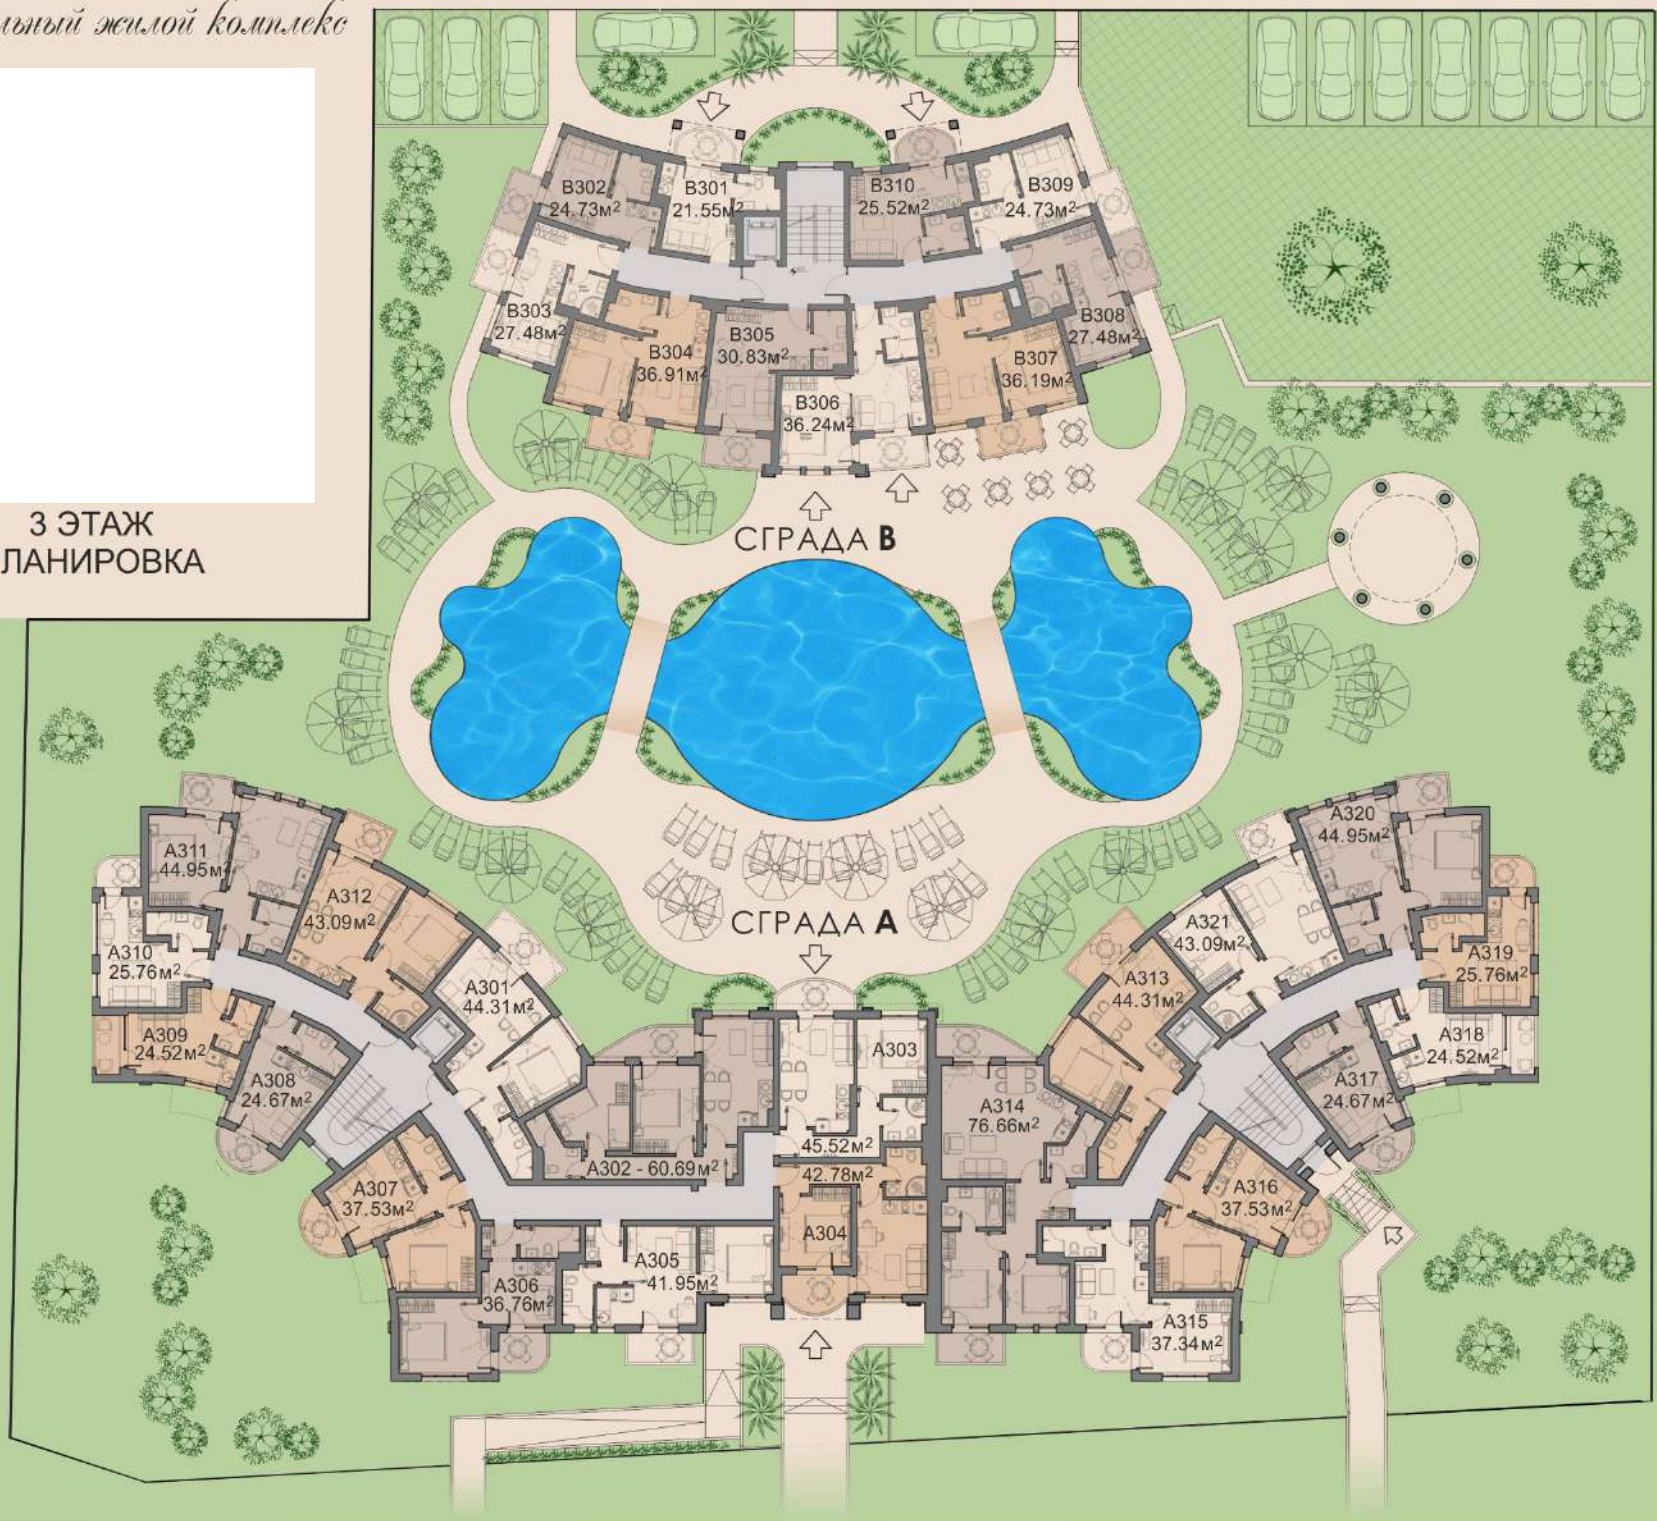 льный жилой комплекс
3 ЭТАЖ
ЛАНИРОВКА
B302
24.73м²
B301
21.55м²
B310
25.52м²
B309
24.73м²
B303
27.48м²
B304
36.91м²
B305
30.83м²
B306
36.24м²
B307
36.19м²
B308
27.48м²
СГРАДА B
СГРАДА A
A311
44.95м²
A312
43.09м²
A310
25.76м²
A301
44.31м²
A309
24.52м²
A308
24.67м²
A302 - 60.69м²
A303
45.52м²
42.78м²
A304
A307
37.53м²
A306
36.76м²
A305
41.95м²
A320
44.95м²
A321
43.09м²
A313
44.31м²
A319
25.76м²
A318
24.52м²
A317
24.67м²
A314
76.66м²
A316
37.53м²
A315
37.34м²